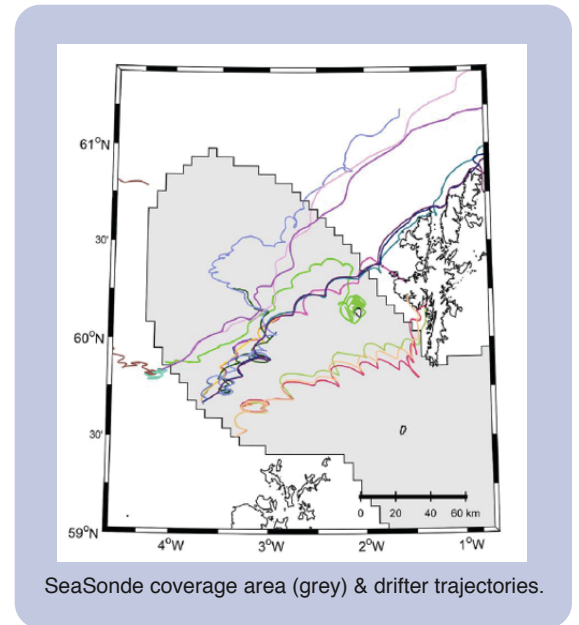 61°N
30'
60°N
30'
59°N
0 20 40 60 km
4°W 3°W 2°W 1°W
SeaSonde coverage area (grey) & drifter trajectories.